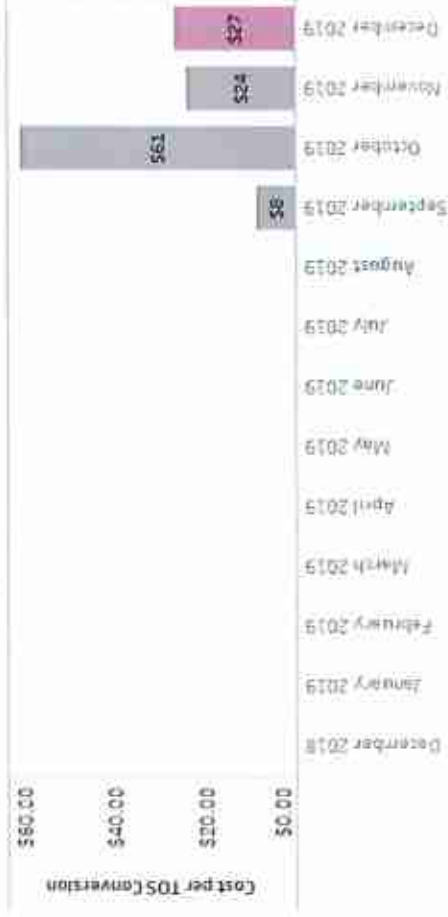 Cost per TOS Conversion
$60.00
$40.00
$20.00
$0.00
$8
$61
$24
$27
December 2018
January 2019
February 2019
March 2019
April 2019
May 2019
June 2019
July 2019
August 2019
September 2019
October 2019
November 2019
December 2019